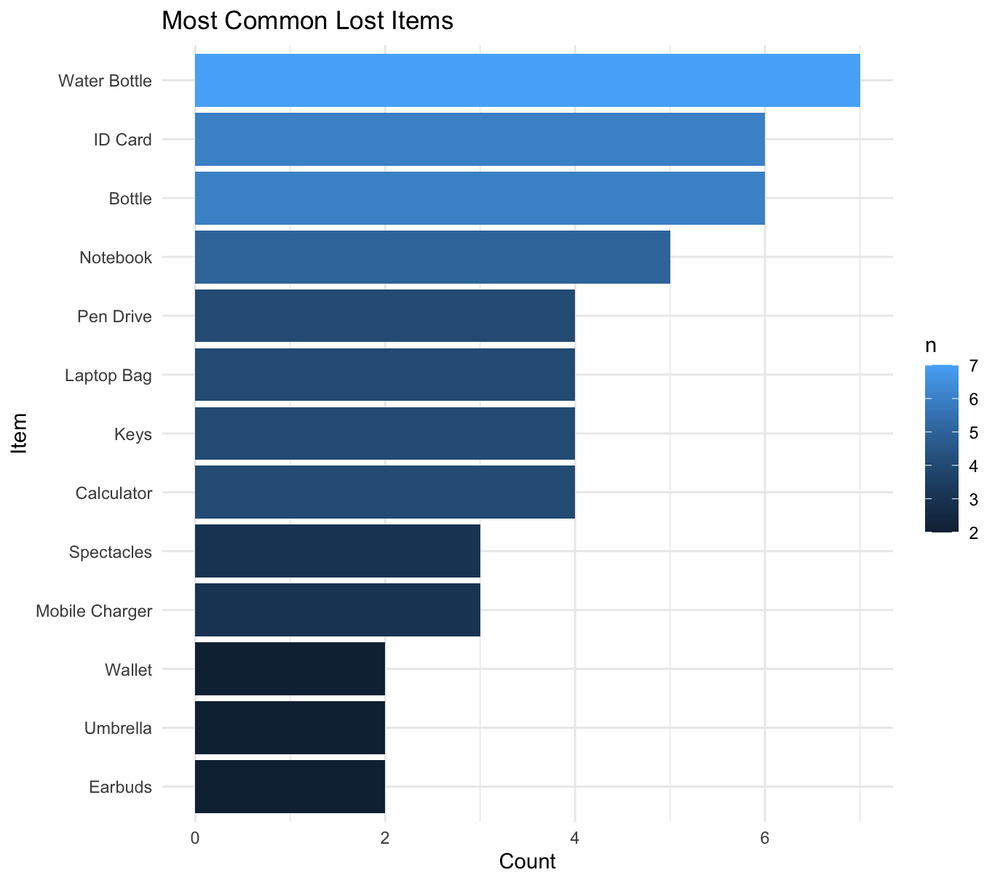 Most Common Lost Items
Water Bottle
ID Card
Bottle
Notebook
Pen Drive
Laptop Bag
Keys
Calculator
Spectacles
Mobile Charger
Wallet
Umbrella
Earbuds
Item
0 2 4 6
Count
n
7
6
5
4
3
2